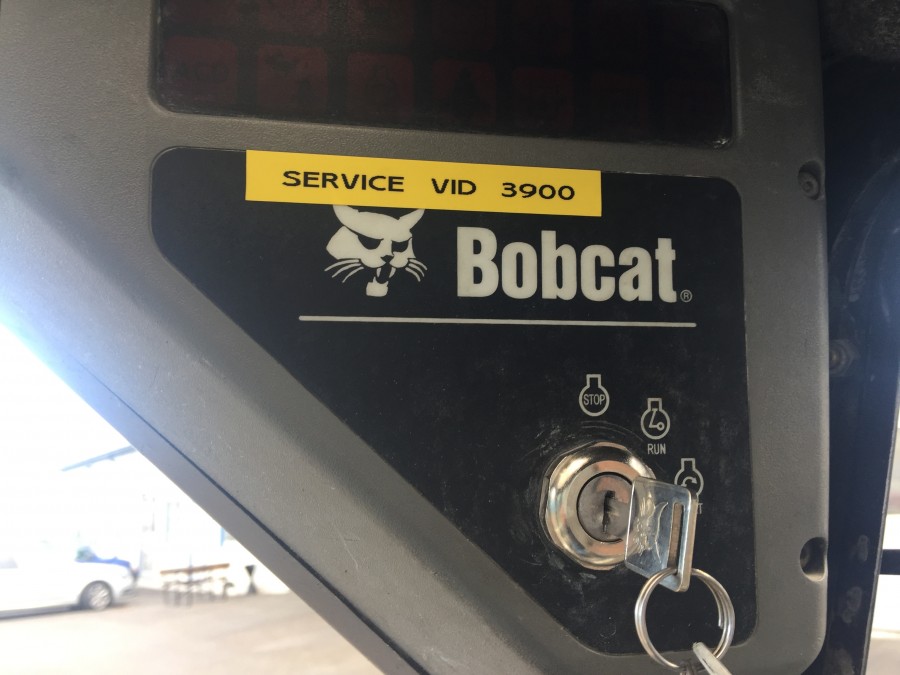 SERVICE VID 3900
Bobcat®
STOP
RUN